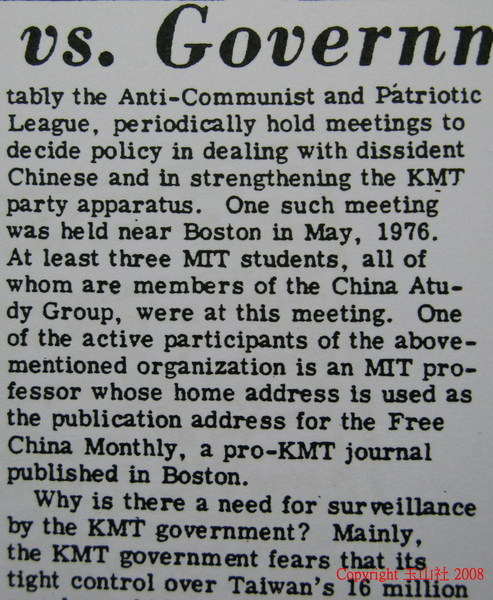 vs. Governm
tably the Anti-Communist and Patriotic
League, periodically hold meetings to
decide policy in dealing with dissident
Chinese and in strengthening the KMT
party apparatus. One such meeting
was held near Boston in May, 1976.
At least three MIT students, all of
whom are members of the China Atu-
dy Group, were at this meeting. One
of the active participants of the above-
mentioned organization is an MIT pro-
fessor whose home address is used as
the publication address for the Free
China Monthly, a pro-KMT journal
published in Boston.
Why is there a need for surveillance
by the KMT government? Mainly,
the KMT government fears that its
tight control over Taiwan's 16 million
Copyright 玉山社 2008